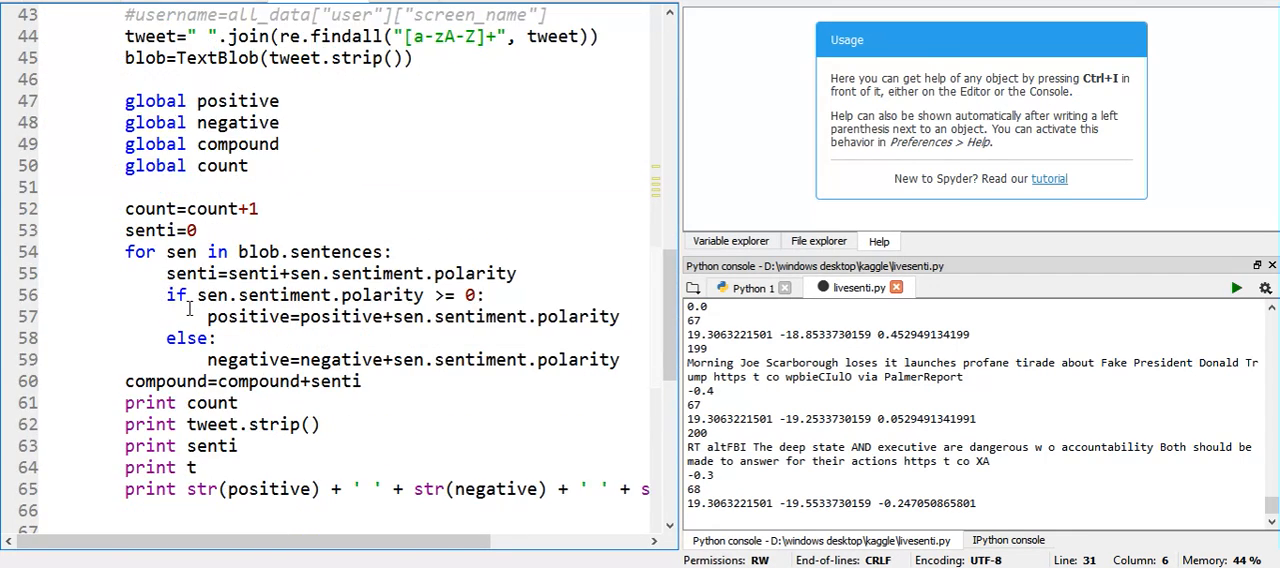 43 #username=all_data["user"]["screen_name"]
44 tweet=" ".join(re.findall("[a-zA-Z]+", tweet))
45 blob=TextBlob(tweet.strip())
46
47 global positive
48 global negative
49 global compound
50 global count
51
52 count=count+1
53 senti=0
54 for sen in blob.sentences:
55 senti=senti+sen.sentiment.polarity
56 if sen.sentiment.polarity >= 0:
57 positive=positive+sen.sentiment.polarity
58 else:
59 negative=negative+sen.sentiment.polarity
60 compound=compound+senti
61 print count
62 print tweet.strip()
63 print senti
64 print t
65 print str(positive) + ' ' + str(negative) + ' ' + s
66
67
Usage
Here you can get help of any object by pressing Ctrl+I in
front of it, either on the Editor or the Console.
Help can also be shown automatically after writing a left
parenthesis next to an object. You can activate this
behavior in Preferences > Help.
New to Spyder? Read our tutorial
Variable explorer File explorer Help
Python console - D:\windows desktop\kaggle\livesenti.py
Python 1 livesenti.py
0.0
67
19.3063221501 -18.8533730159 0.452949134199
199
Morning Joe Scarborough loses it launches profane tirade about Fake President Donald Tr
ump https t co wpbieCIulO via PalmerReport
-0.4
67
19.3063221501 -19.2533730159 0.0529491341991
200
RT altFBI The deep state AND executive are dangerous w o accountability Both should be
made to answer for their actions https t co XA
-0.3
68
19.3063221501 -19.5533730159 -0.247050865801
Python console - D:\windows desktop\kaggle\livesenti.py IPython console
Permissions: RW End-of-lines: CRLF Encoding: UTF-8 Line: 31 Column: 6 Memory: 44 %